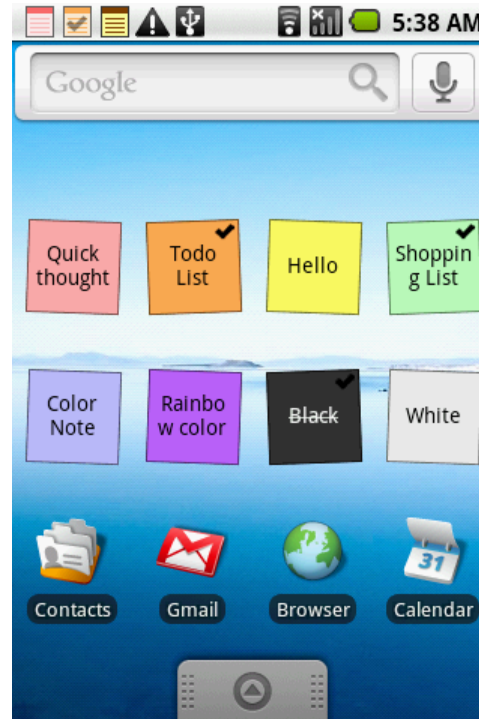 5:38 AM
Google
Quick
thought
Todo
List
Hello
Shoppin
g List
Color
Note
Rainbo
w color
Black
White
31
Contacts
Gmail
Browser
Calendar